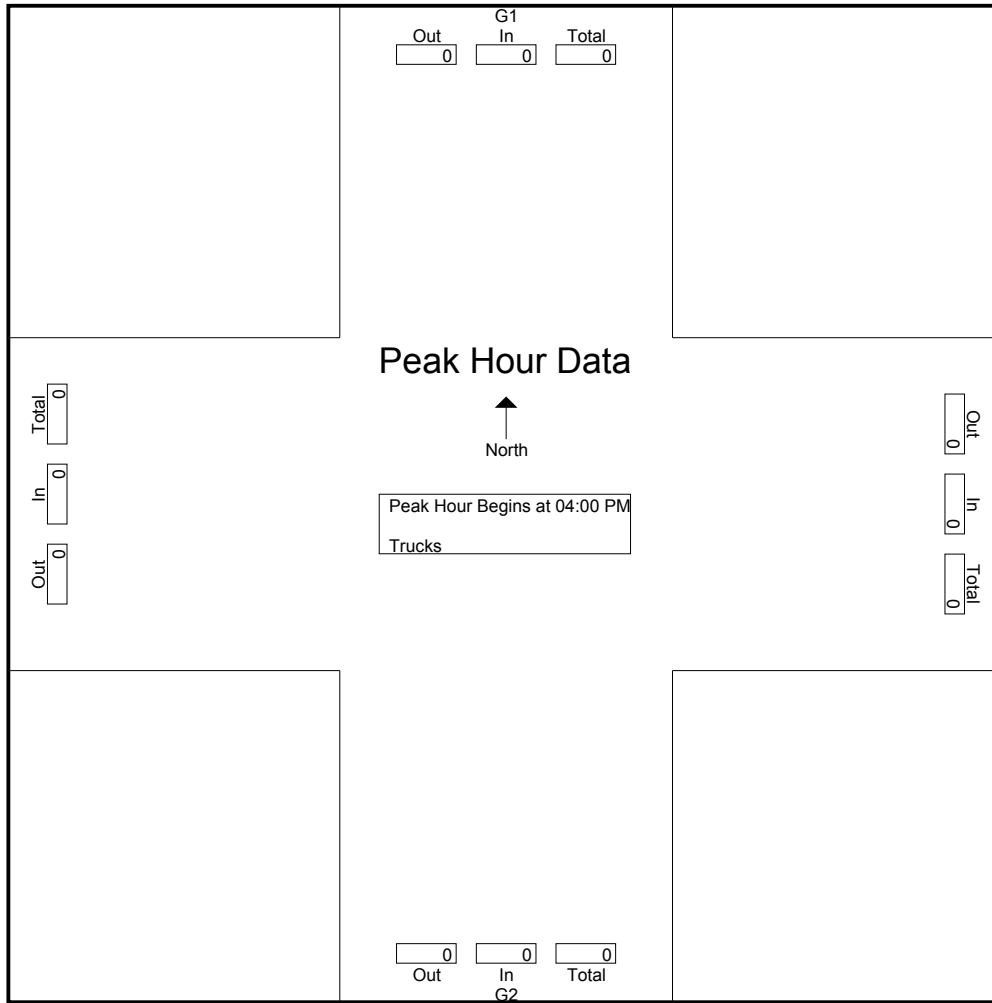 G1
Out In Total
0 0 0
Peak Hour Data
North
Peak Hour Begins at 04:00 PM
Trucks
Total 0
In 0
Out 0
Out 0
In 0
Total 0
0 0 0
Out In Total
G2